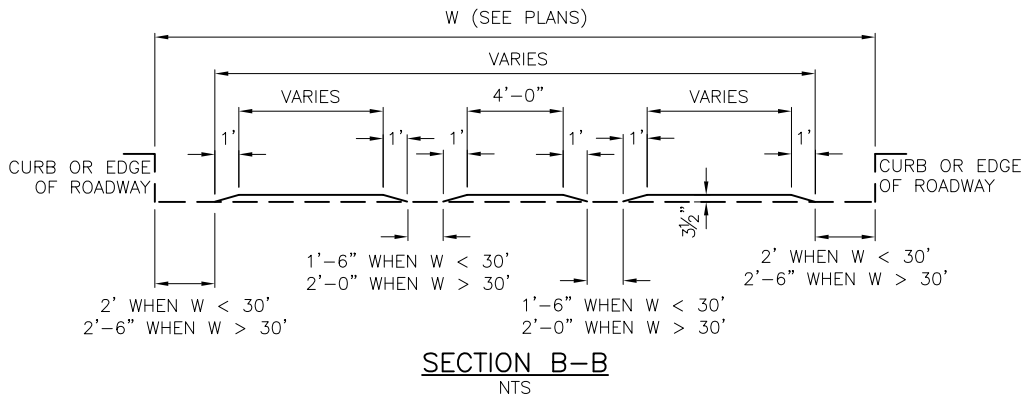 W (SEE PLANS)
VARIES
VARIES
4'-0"
VARIES
1'
1'
1'
1'
1'
1'
CURB OR EDGE
OF ROADWAY
CURB OR EDGE
OF ROADWAY
3½"
1'-6" WHEN W < 30'
2'-0" WHEN W > 30'
2' WHEN W < 30'
2'-6" WHEN W > 30'
2' WHEN W < 30'
2'-6" WHEN W > 30'
1'-6" WHEN W < 30'
2'-0" WHEN W > 30'
SECTION B-B
NTS